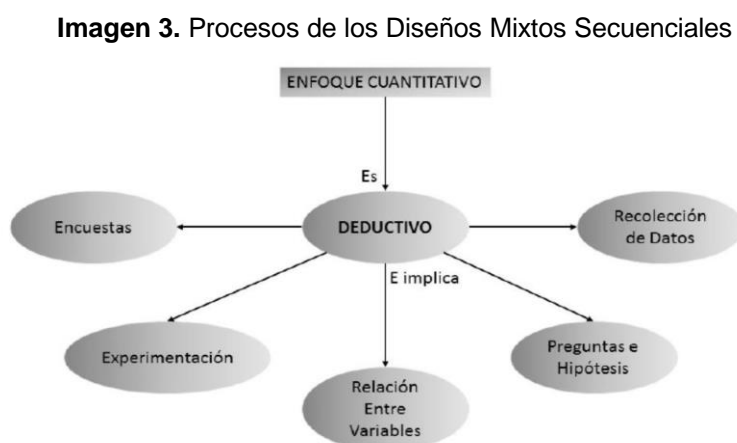 Imagen 3. Procesos de los Diseños Mixtos Secuenciales
ENFOQUE CUANTITATIVO
Es
Encuestas
DEDUCTIVO
Recolección
de Datos
E implica
Experimentación
Preguntas e
Hipótesis
Relación
Entre
Variables